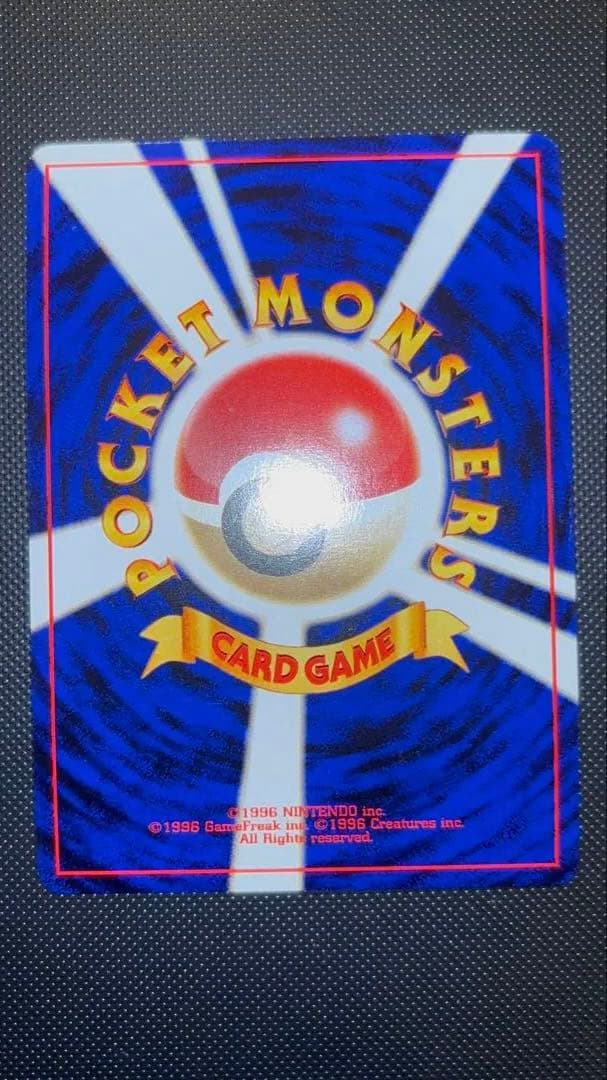 POCKET MONSTERS
CARD GAME
©1996 NINTENDO inc.
©1996 GameFreak inc. ©1996 Creatures inc.
All Rights reserved.